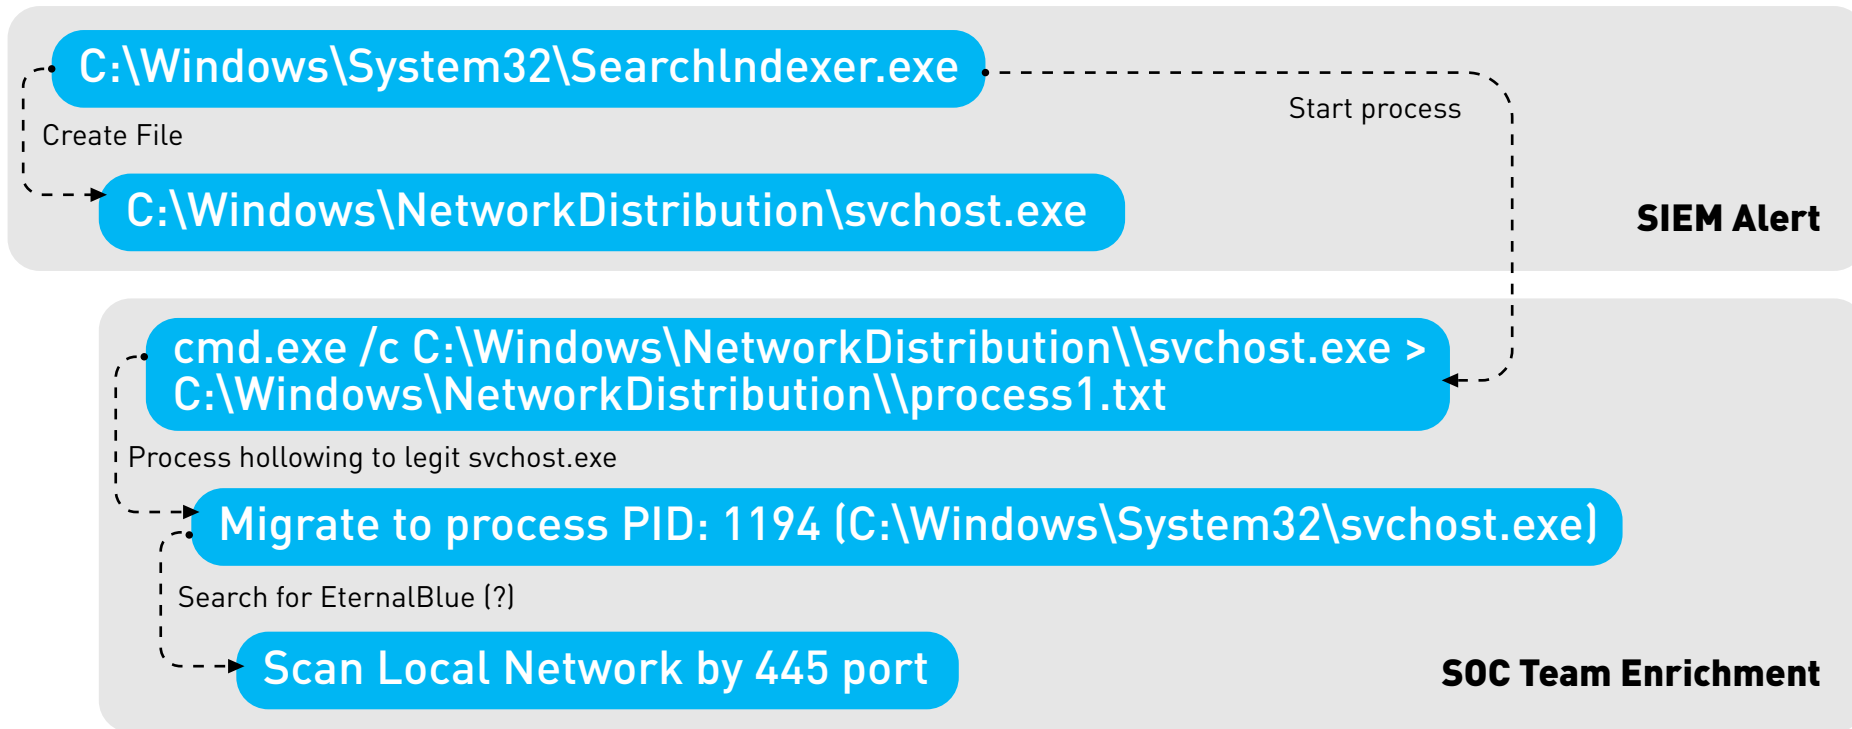 C:\Windows\System32\SearchIndexer.exe
Start process
Create File
C:\Windows\NetworkDistribution\svchost.exe
SIEM Alert
cmd.exe /c C:\Windows\NetworkDistribution\\svchost.exe >
C:\Windows\NetworkDistribution\\process1.txt
Process hollowing to legit svchost.exe
Migrate to process PID: 1194 (C:\Windows\System32\svchost.exe)
Search for EternalBlue (?)
Scan Local Network by 445 port
SOC Team Enrichment